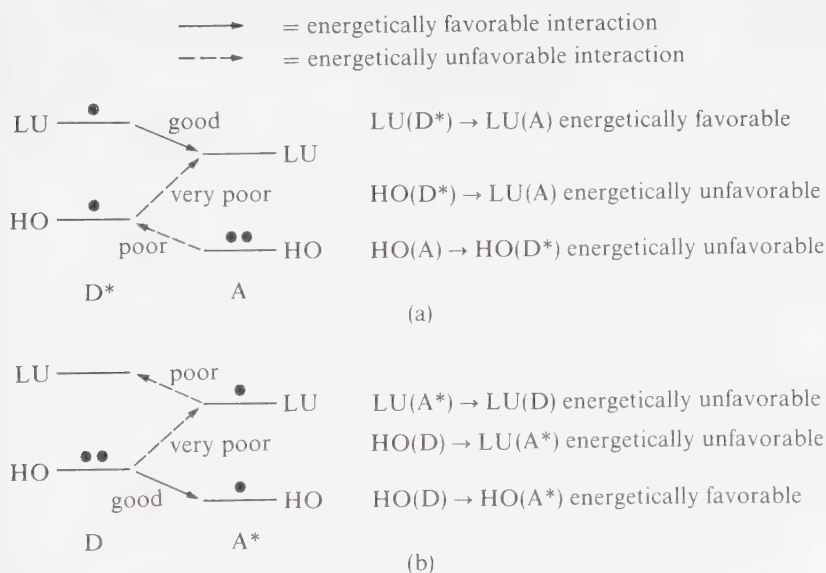 = energetically favorable interaction
= energetically unfavorable interaction
LU good LU LU(D*) → LU(A) energetically favorable
HO very poor HO(D*) → LU(A) energetically unfavorable
poor HO HO(A) → HO(D*) energetically unfavorable
D* A
(a)
LU poor LU LU(A*) → LU(D) energetically unfavorable
HO very poor HO(D) → LU(A*) energetically unfavorable
good HO HO(D) → HO(A*) energetically favorable
D A*
(b)